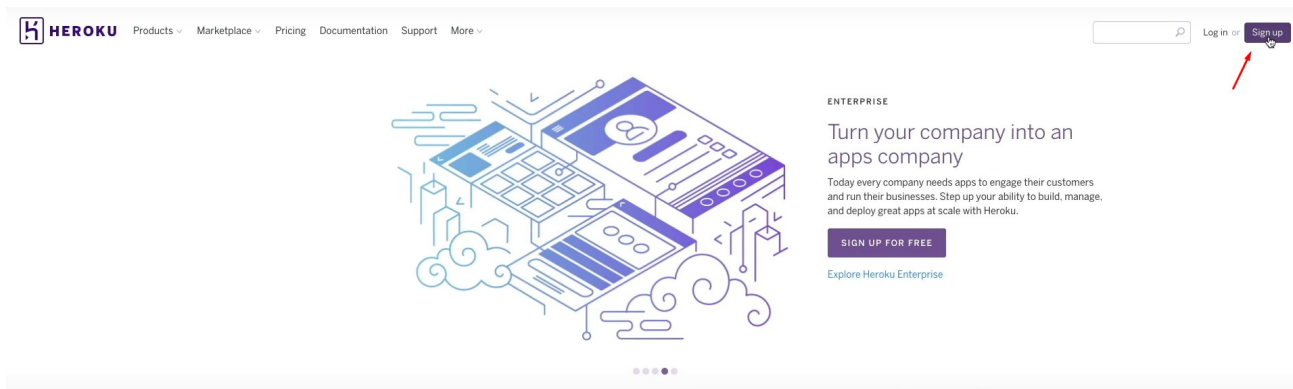 HEROKU Products Marketplace Pricing Documentation Support More Log in or Sign up
ENTERPRISE
Turn your company into an
apps company
Today every company needs apps to engage their customers
and run their businesses. Step up your ability to build, manage,
and deploy great apps at scale with Heroku.
SIGN UP FOR FREE
Explore Heroku Enterprise